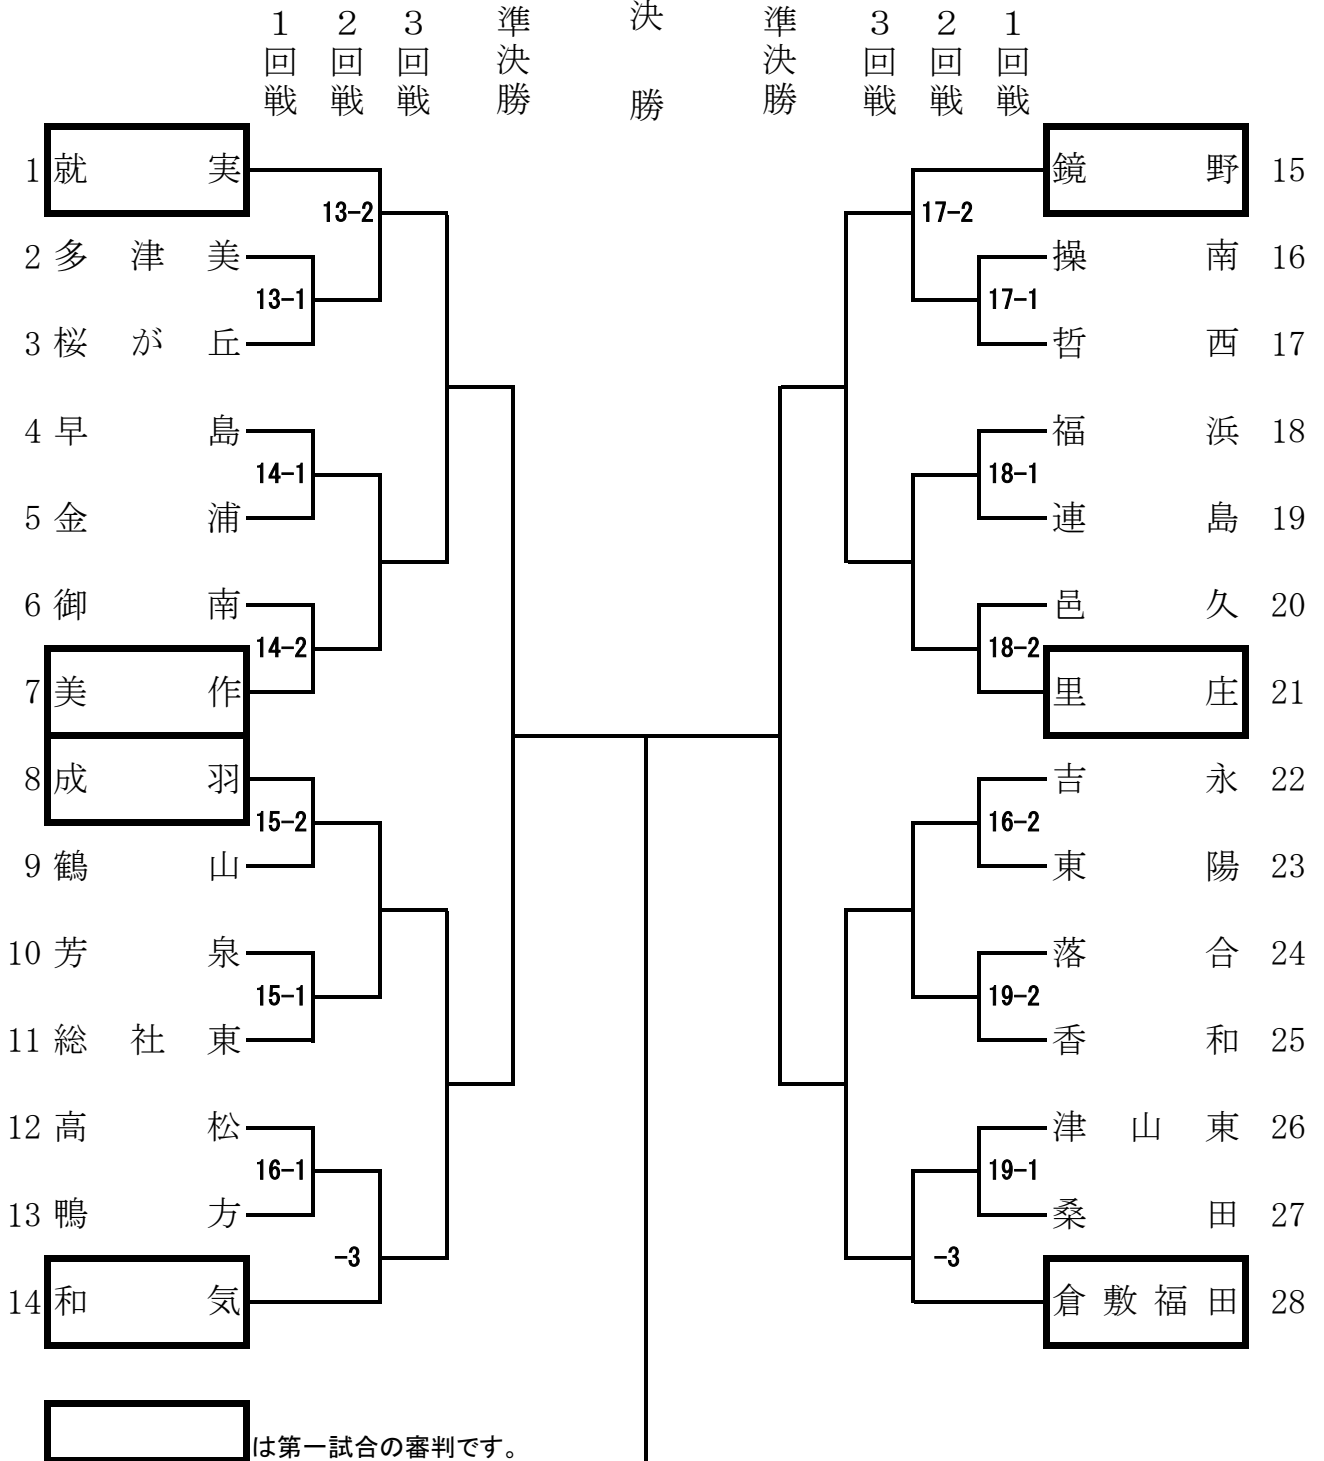 1回戦 2回戦 3回戦 準決勝 決勝 準決勝 3回戦 2回戦 1回戦
1 就実
13-2
2 多津美
13-1
3 桜が丘
4 早島
14-1
5 金浦
6 御南
14-2
7 美作
8 成羽
15-2
9 鶴山
10 芳泉
15-1
11 総社東
12 高松
16-1
13 鴨方
-3
14 和気
鏡野 15
17-2
操南 16
17-1
哲西 17
福浜 18
18-1
連島 19
邑久 20
18-2
里庄 21
吉永 22
16-2
東陽 23
落合 24
19-2
香和 25
津山東 26
19-1
桑田 27
-3
倉敷福田 28
は第一試合の審判です。